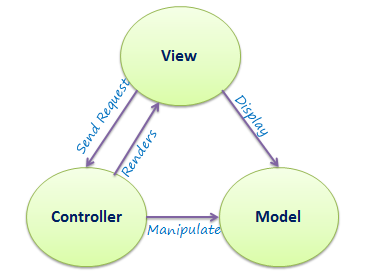 View
Send Request
Renders
Display
Controller
Manipulate
Model